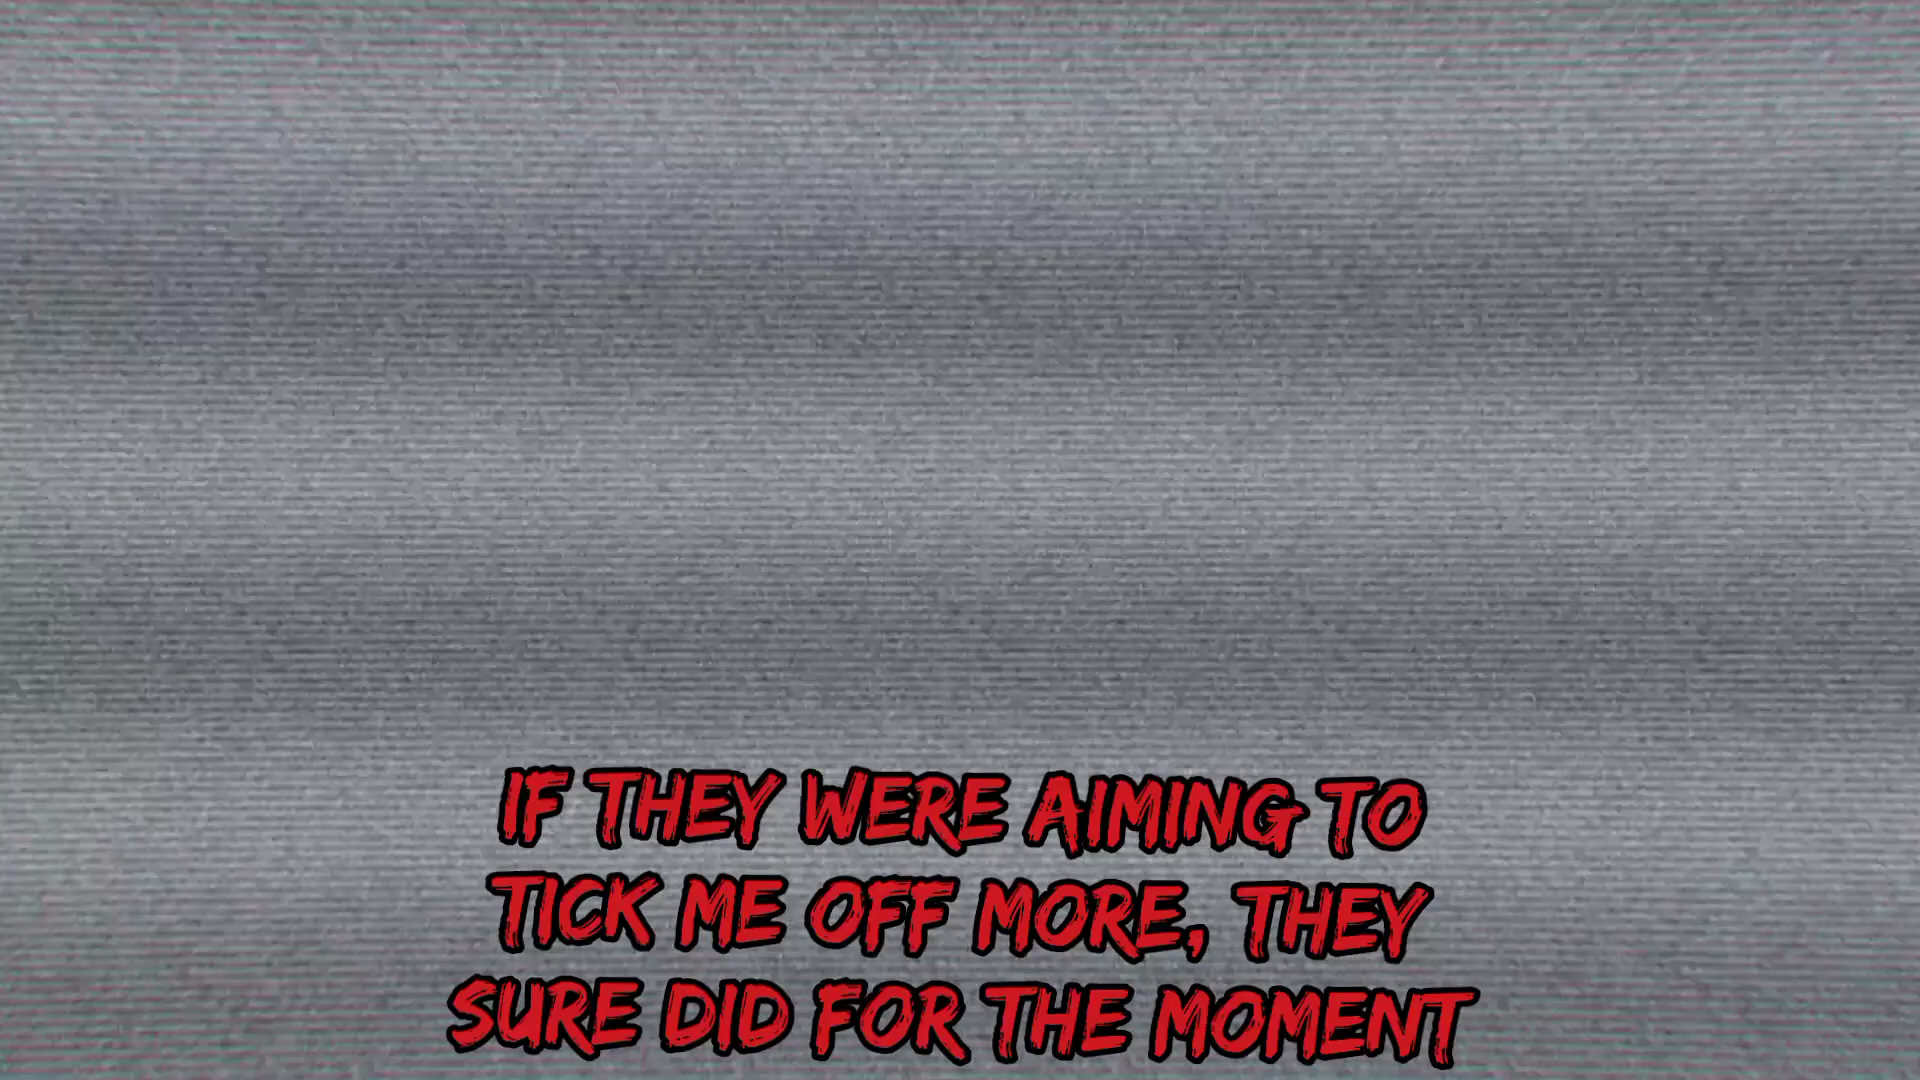 IF THEY WERE AIMING TO
TICK ME OFF MORE, THEY
SURE DID FOR THE MOMENT